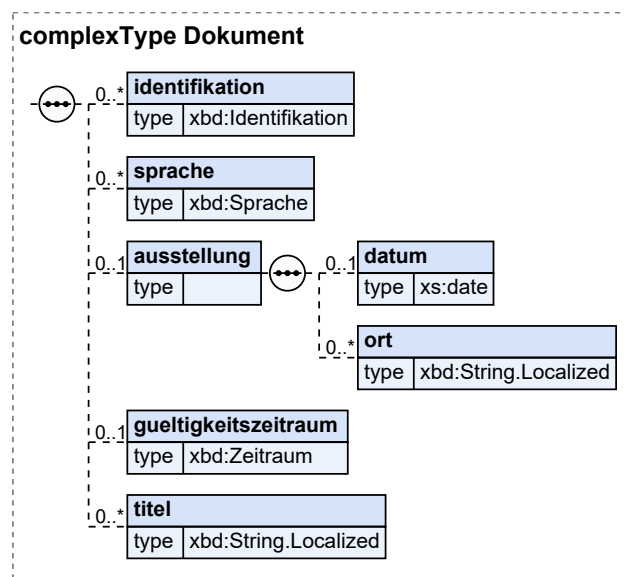 complexType Dokument
0..* identifikation
type xbd:Identifikation
0..* sprache
type xbd:Sprache
0..1 ausstellung
type
0..1 datum
type xs:date
0..* ort
type xbd:String.Localized
0..1 gueltigkeitszeitraum
type xbd:Zeitraum
0..* titel
type xbd:String.Localized